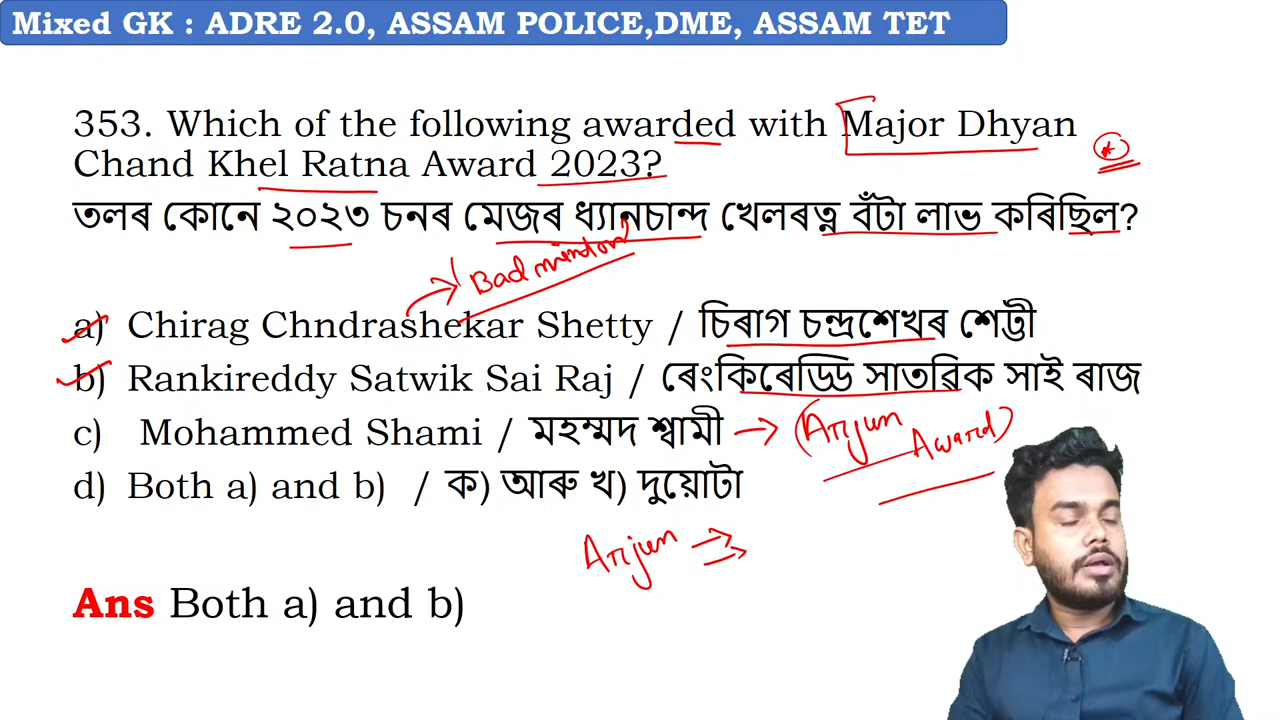 Mixed GK : ADRE 2.0, ASSAM POLICE,DME, ASSAM TET
353. Which of the following awarded with Major Dhyan
Chand Khel Ratna Award 2023?
তলৰ কোনে ২০২৩ চনৰ মেজৰ ধ্যানচান্দ খেলৰত্ন বঁটা লাভ কৰিছিল?
Badminton
a) Chirag Chndrashekar Shetty / চিৰাগ চন্দ্ৰশেখৰ শেট্টী
b) Rankireddy Satwik Sai Raj / ৰেংকিৰেড্ডি সাতৱিক সাই ৰাজ
c) Mohammed Shami / মহম্মদ শ্বামী → (Arjun Award)
d) Both a) and b) / ক) আৰু খ) দুয়োটা
Arjun →
Ans Both a) and b)